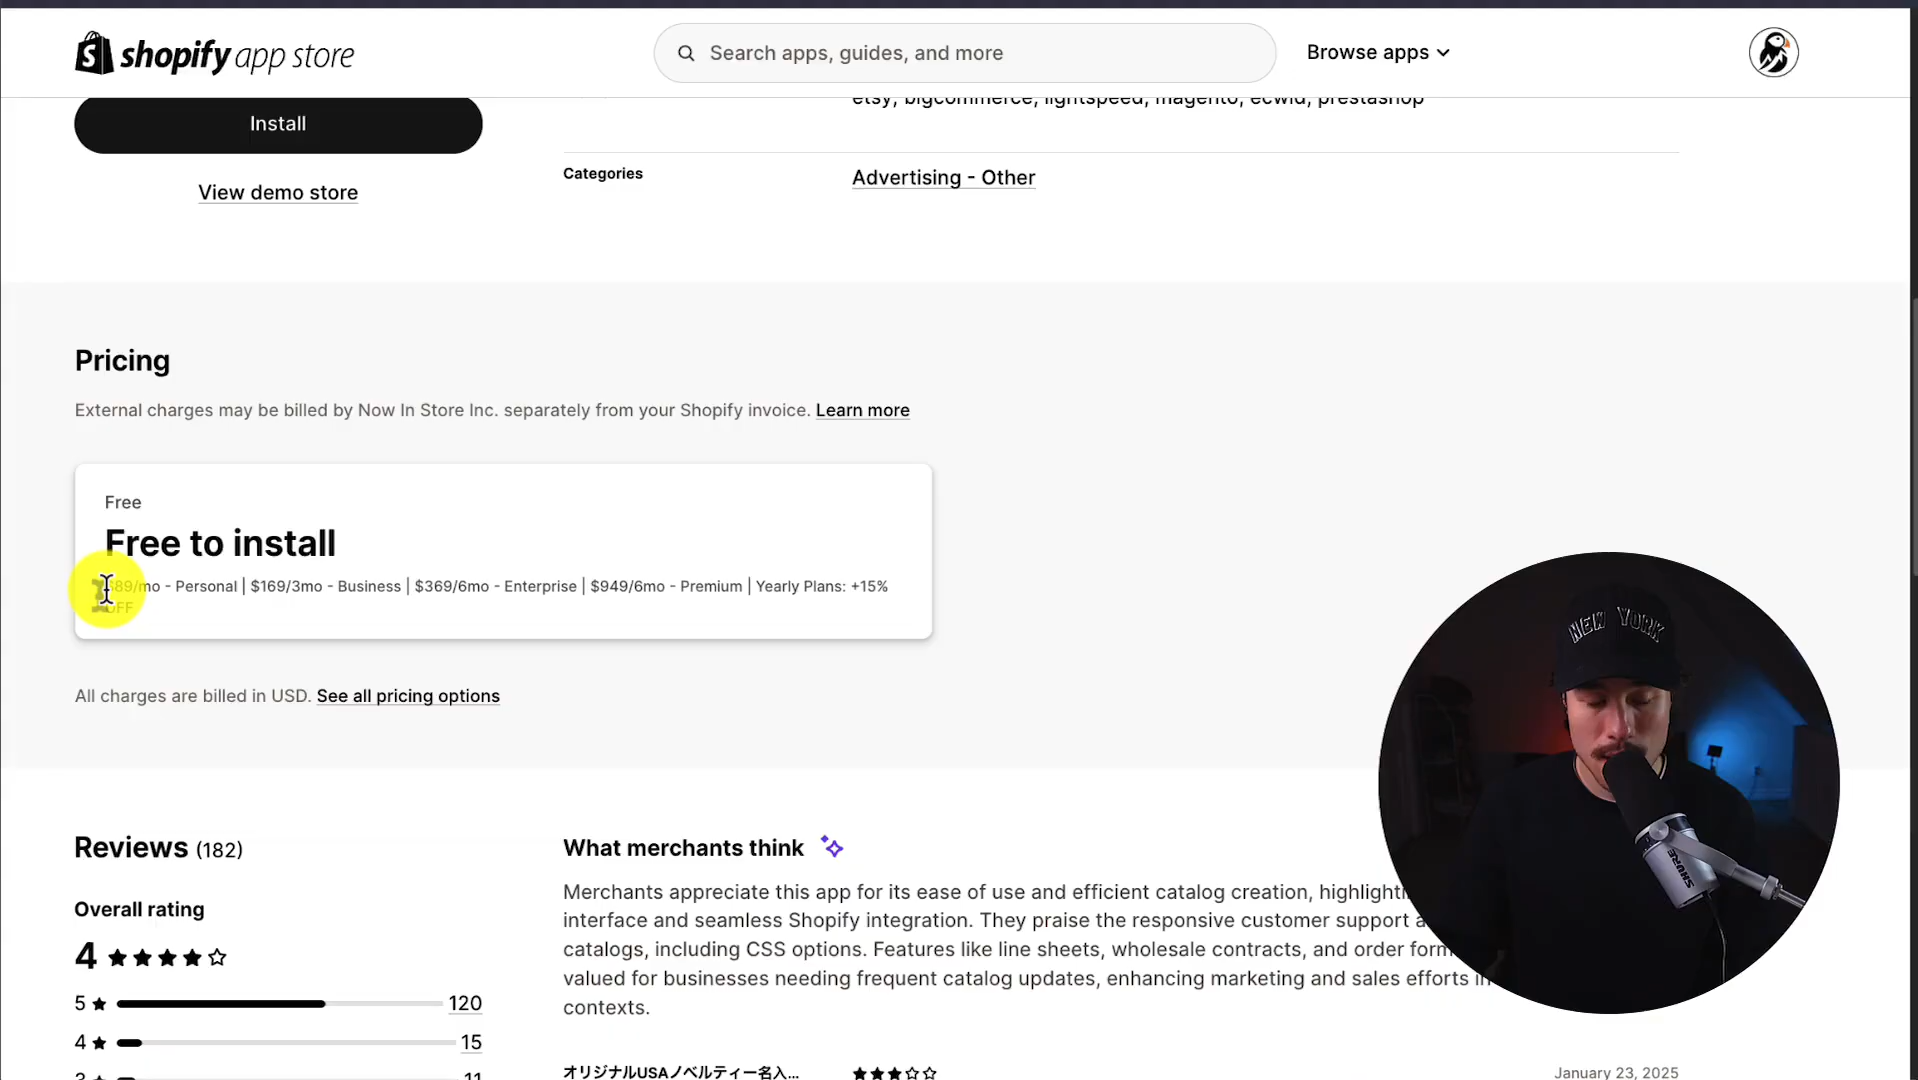 shopify app store
Search apps, guides, and more
Browse apps
etsy, bigcommerce, lightspeed, magento, ecwid, prestashop
Install
Categories
Advertising - Other
View demo store
Pricing
External charges may be billed by Now In Store Inc. separately from your Shopify invoice. Learn more
Free
Free to install
$89/mo - Personal | $169/3mo - Business | $369/6mo - Enterprise | $949/6mo - Premium | Yearly Plans: +15%
OFF
All charges are billed in USD. See all pricing options
NEW YORK
SHURE
Reviews (182)
What merchants think
Merchants appreciate this app for its ease of use and efficient catalog creation,
interface and seamless Shopify integration. They praise the responsive customer support
catalogs, including CSS options. Features like line sheets, wholesale contracts, and order
valued for businesses needing frequent catalog updates, enhancing marketing and sales efforts
contexts.
Overall rating
4
5 120
4 15
3 11
オリジナルUSAノベルティー名入...
January 23, 2025